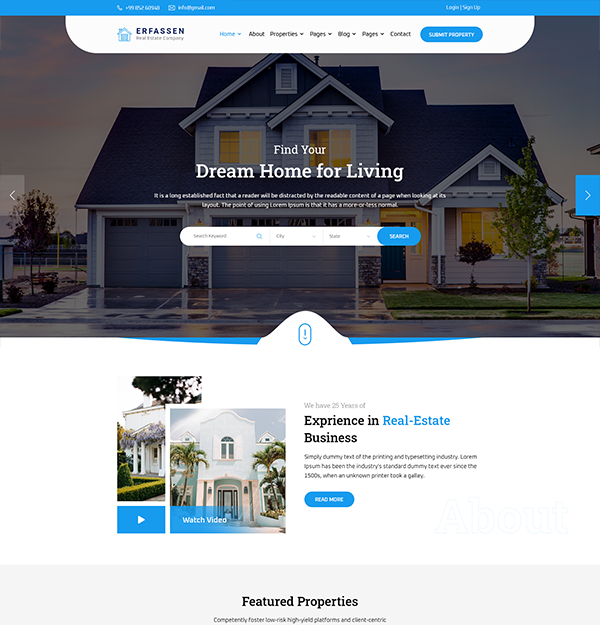 +99 852 60948 info@gmail.com Login | Sign Up
ERFASSEN
Real Estate Company
Home About Properties Pages Blog Pages Contact SUBMIT PROPERTY
Find Your
Dream Home for Living
It is a long established fact that a reader will be distracted by the readable content of a page when looking at its
layout. The point of using Lorem Ipsum is that it has a more-or-less normal.
Search Keyword City State SEARCH
We have 25 Years of
Exprience in Real-Estate
Business
Simply dummy text of the printing and typesetting industry. Lorem
Ipsum has been the industry's standard dummy text ever since the
1500s, when an unknown printer took a galley.
READ MORE
Watch Video
About
Featured Properties
Competently foster low-risk high-yield platforms and client-centric